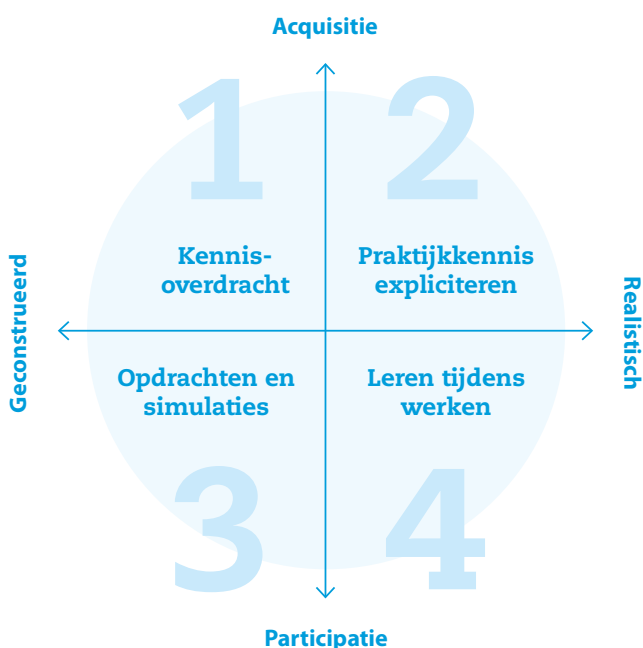 Acquisitie
1
2
Kennis-
overdracht
Praktijkkennis
expliciteren
Geconstrueerd
Realistisch
Opdrachten en
simulaties
Leren tijdens
werken
3
4
Participatie